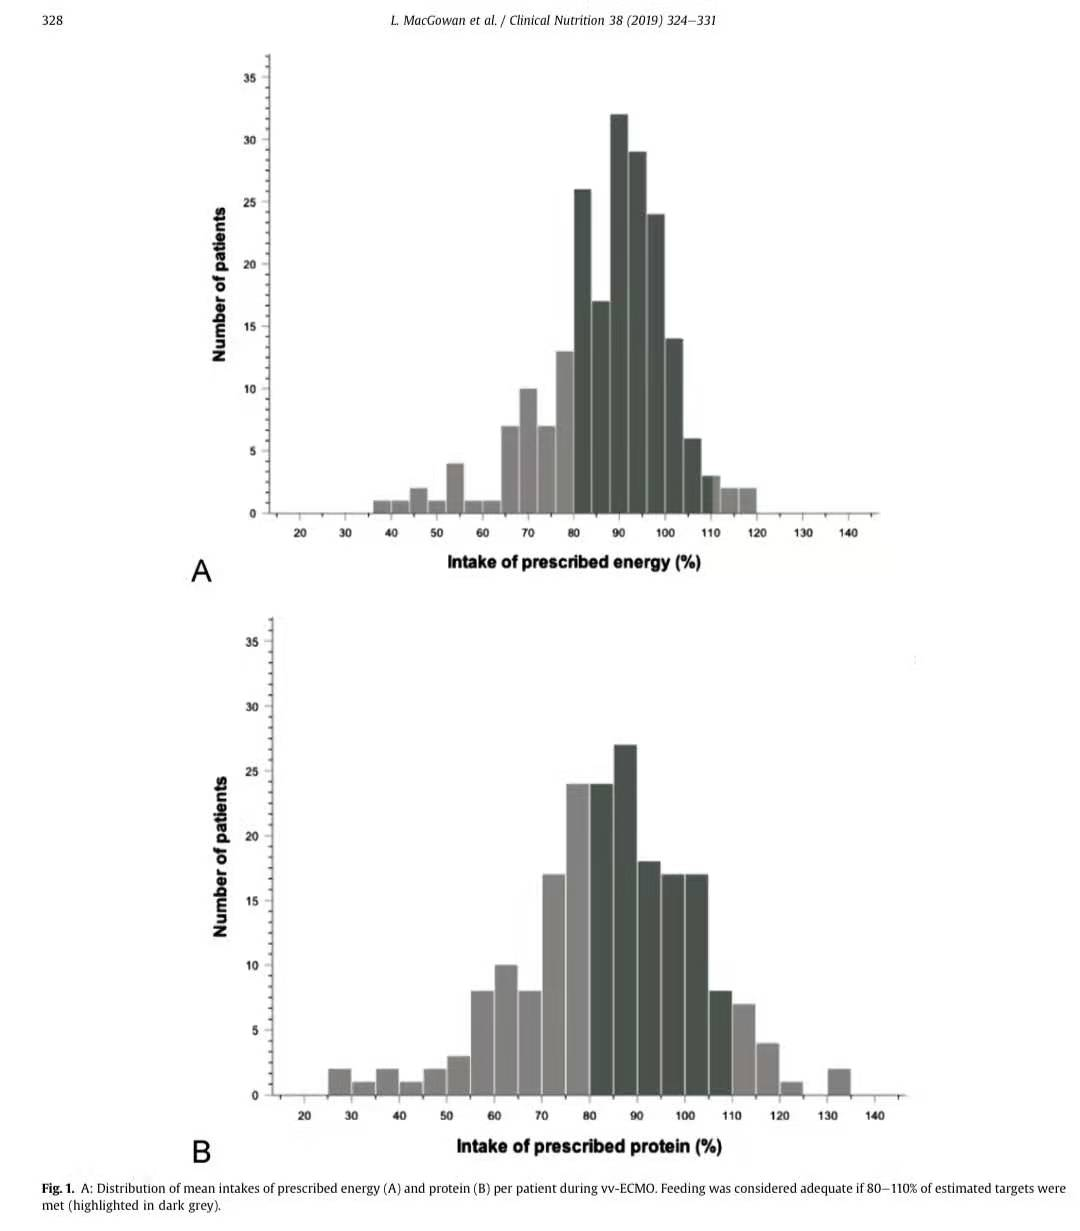 328
L. MacGowan et al. / Clinical Nutrition 38 (2019) 324–331
35
30
25
20
15
10
5
0
Number of patients
20 30 40 50 60 70 80 90 100 110 120 130 140
Intake of prescribed energy (%)
A
35
30
25
20
15
10
5
0
Number of patients
20 30 40 50 60 70 80 90 100 110 120 130 140
Intake of prescribed protein (%)
B
Fig. 1. A: Distribution of mean intakes of prescribed energy (A) and protein (B) per patient during vv-ECMO. Feeding was considered adequate if 80–110% of estimated targets were
met (highlighted in dark grey).